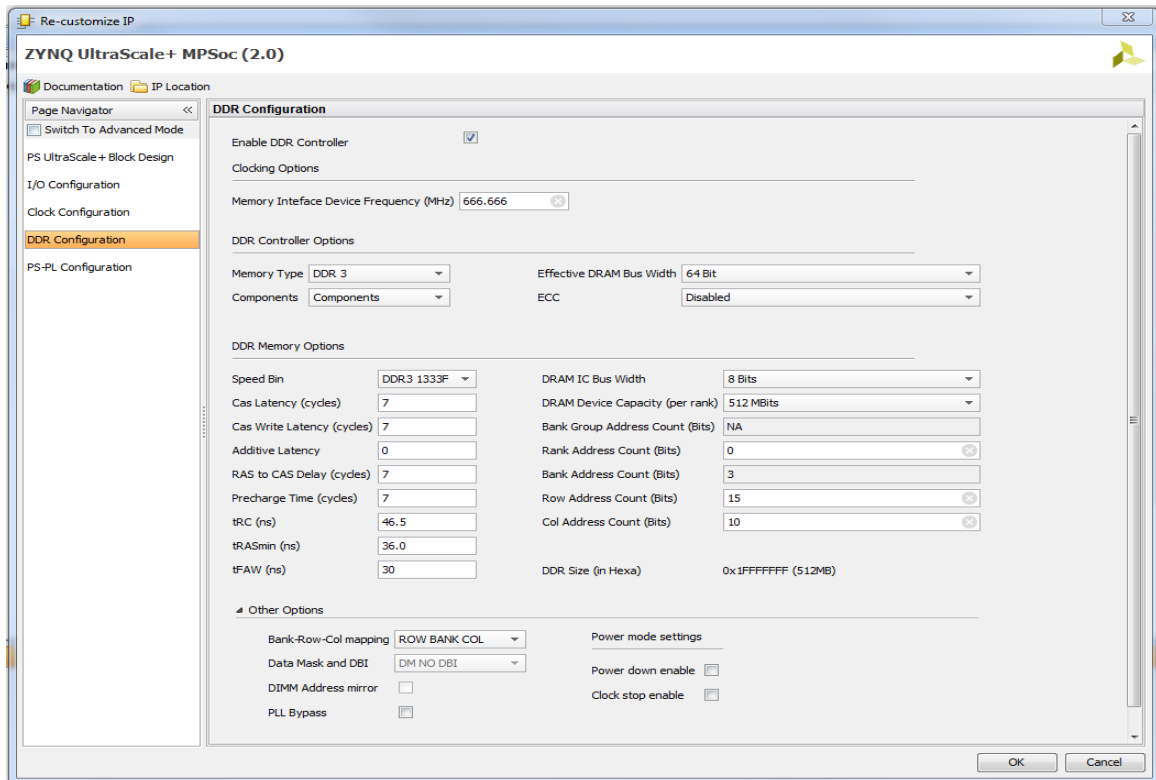 Re-customize IP
ZYNQ UltraScale+ MPSoc (2.0)
Documentation IP Location
Page Navigator «
Switch To Advanced Mode
PS UltraScale+ Block Design
I/O Configuration
Clock Configuration
DDR Configuration
PS-PL Configuration
DDR Configuration
Enable DDR Controller
Clocking Options
Memory Inteface Device Frequency (MHz) 666.666
DDR Controller Options
Memory Type DDR 3 Effective DRAM Bus Width 64 Bit
Components Components ECC Disabled
DDR Memory Options
Speed Bin DDR3 1333F DRAM IC Bus Width 8 Bits
Cas Latency (cycles) 7 DRAM Device Capacity (per rank) 512 MBits
Cas Write Latency (cycles) 7 Bank Group Address Count (Bits) NA
Additive Latency 0 Rank Address Count (Bits) 0
RAS to CAS Delay (cycles) 7 Bank Address Count (Bits) 3
Precharge Time (cycles) 7 Row Address Count (Bits) 15
tRC (ns) 46.5 Col Address Count (Bits) 10
tRASmin (ns) 36.0
tFAW (ns) 30 DDR Size (in Hexa) 0x1FFFFFFF (512MB)
Other Options
Bank-Row-Col mapping ROW BANK COL Power mode settings
Data Mask and DBI DM NO DBI Power down enable
DIMM Address mirror Clock stop enable
PLL Bypass
OK Cancel